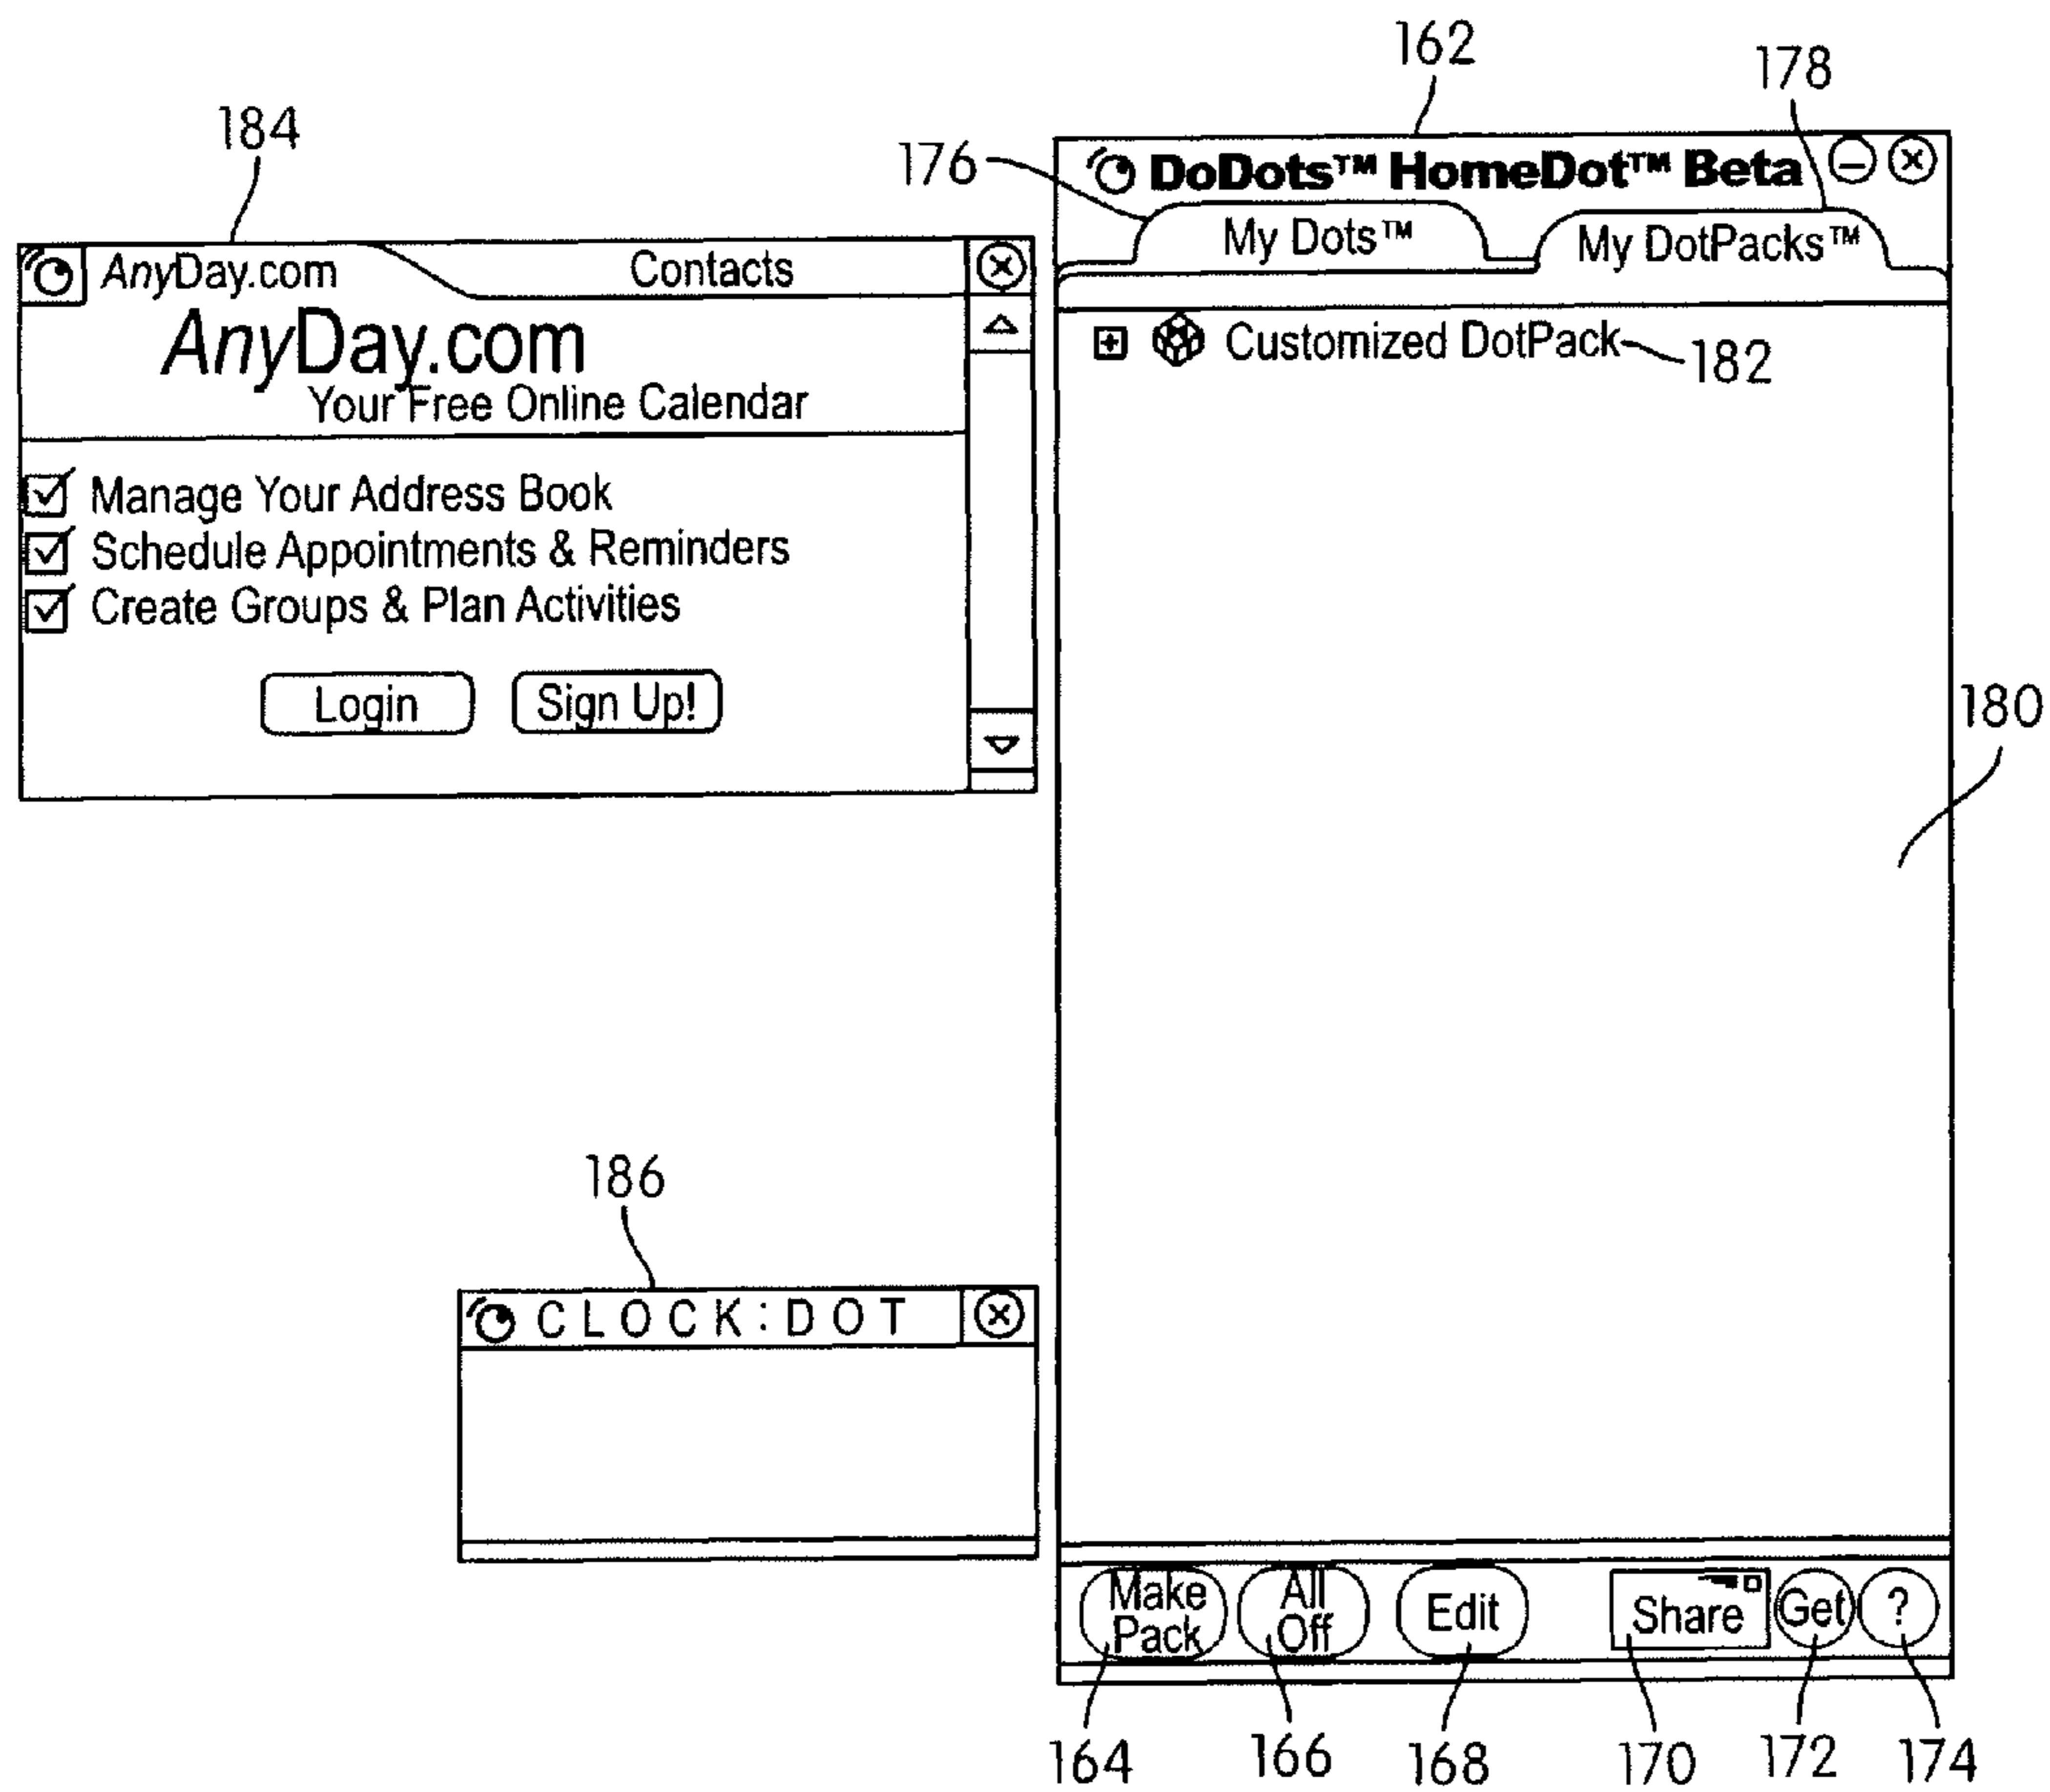 162
178
184
176
DoDots™ HomeDot™ Beta
My Dots™
My DotPacks™
AnyDay.com
Contacts
AnyDay.com
Your Free Online Calendar
Customized DotPack
182
Manage Your Address Book
Schedule Appointments & Reminders
Create Groups & Plan Activities
Login
Sign Up!
180
186
CLOCK:DOT
Make
Pack
All
Off
Edit
Share
Get
?
164
166
168
170
172
174